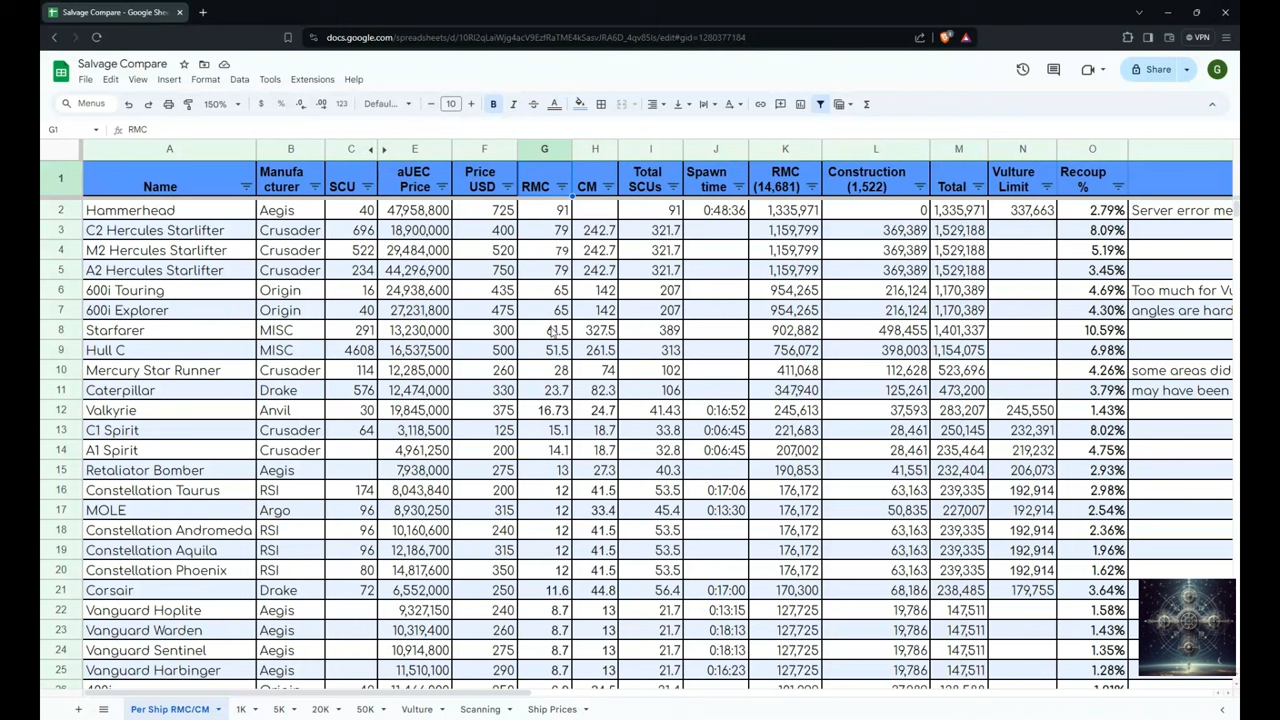 Salvage Compare - Google She
docs.google.com/spreadsheets/d/10Rl2qLaiWjg4acV9EzfRaTME4kSasvJRA6D_4qv85Is/edit#gid=1280377184
VPN
Salvage Compare
File Edit View Insert Format Data Tools Extensions Help
Share G
Menus 150% $ % .0 .00 123 Defaul... 10 B I A Σ
G1 fx RMC
A B C E F G H I J K L M N O
1 Name Manufacturer SCU aUEC Price Price USD RMC CM Total SCUs Spawn time RMC (14,681) Construction (1,522) Total Vulture Limit Recoup %
2 Hammerhead Aegis 40 47,958,800 725 91 91 0:48:36 1,335,971 0 1,335,971 337,663 2.79% Server error me
3 C2 Hercules Starlifter Crusader 696 18,900,000 400 79 242.7 321.7 1,159,799 369,389 1,529,188 8.09%
4 M2 Hercules Starlifter Crusader 522 29,484,000 520 79 242.7 321.7 1,159,799 369,389 1,529,188 5.19%
5 A2 Hercules Starlifter Crusader 234 44,296,900 750 79 242.7 321.7 1,159,799 369,389 1,529,188 3.45%
6 600i Touring Origin 16 24,938,600 435 65 142 207 954,265 216,124 1,170,389 4.69% Too much for Vu
7 600i Explorer Origin 40 27,231,800 475 65 142 207 954,265 216,124 1,170,389 4.30% angles are hard
8 Starfarer MISC 291 13,230,000 300 327.5 389 902,882 498,455 1,401,337 10.59%
9 Hull C MISC 4608 16,537,500 500 51.5 261.5 313 756,072 398,003 1,154,075 6.98%
10 Mercury Star Runner Crusader 114 12,285,000 260 28 74 102 411,068 112,628 523,696 4.26% some areas did
11 Caterpillar Drake 576 12,474,000 330 23.7 82.3 106 347,940 125,261 473,200 3.79% may have been
12 Valkyrie Anvil 30 19,845,000 375 16.73 24.7 41.43 0:16:52 245,613 37,593 283,207 245,550 1.43%
13 C1 Spirit Crusader 64 3,118,500 125 15.1 18.7 33.8 0:06:45 221,683 28,461 250,144 232,391 8.02%
14 A1 Spirit Crusader 4,961,250 200 14.1 18.7 32.8 0:06:45 207,002 28,461 235,464 219,232 4.75%
15 Retaliator Bomber Aegis 7,938,000 275 13 27.3 40.3 190,853 41,551 232,404 206,073 2.93%
16 Constellation Taurus RSI 174 8,043,840 200 12 41.5 53.5 0:17:06 176,172 63,163 239,335 192,914 2.98%
17 MOLE Argo 96 8,930,250 315 12 33.4 45.4 0:13:30 176,172 50,835 227,007 192,914 2.54%
18 Constellation Andromeda RSI 96 10,160,600 240 12 41.5 53.5 176,172 63,163 239,335 192,914 2.36%
19 Constellation Aquila RSI 96 12,186,700 315 12 41.5 53.5 176,172 63,163 239,335 192,914 1.96%
20 Constellation Phoenix RSI 80 14,817,600 350 12 41.5 53.5 176,172 63,163 239,335 192,914 1.62%
21 Corsair Drake 72 6,552,000 250 11.6 44.8 56.4 0:17:00 170,300 68,186 238,485 179,755 3.64%
22 Vanguard Hoplite Aegis 9,327,150 240 8.7 13 21.7 0:13:15 127,725 19,786 147,511 1.58%
23 Vanguard Warden Aegis 10,319,400 260 8.7 13 21.7 0:18:13 127,725 19,786 147,511 1.43%
24 Vanguard Sentinel Aegis 10,914,800 275 8.7 13 21.7 0:18:13 127,725 19,786 147,511 1.35%
25 Vanguard Harbinger Aegis 11,510,100 290 8.7 13 21.7 0:16:23 127,725 19,786 147,511 1.28%
Per Ship RMC/CM 1K 5K 20K 50K Vulture Scanning Ship Prices